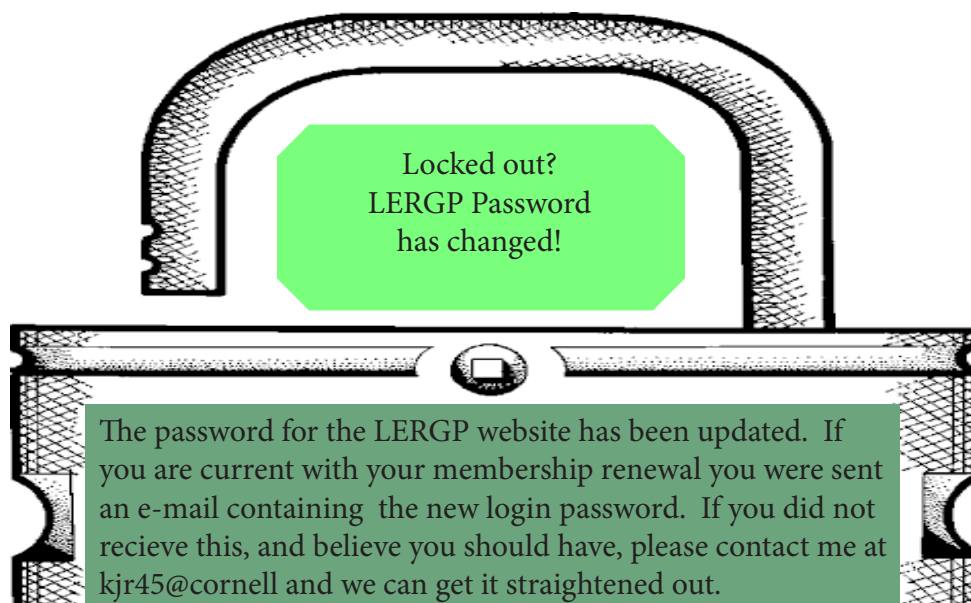 Locked out?
LERGP Password
has changed!
The password for the LERGP website has been updated.  If
you are current with your membership renewal you were sent
an e-mail containing  the new login password.  If you did not
recieve this, and believe you should have, please contact me at
kjr45@cornell and we can get it straightened out.